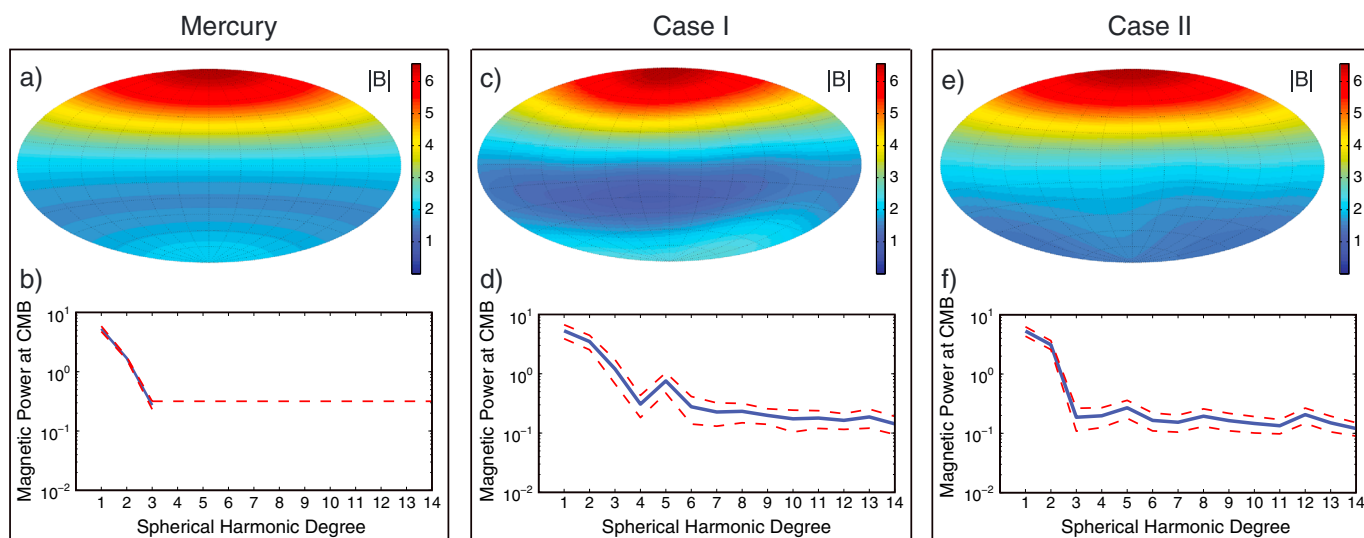 Mercury
Case I
Case II
a)
|B|
6
5
4
3
2
1
c)
|B|
6
5
4
3
2
1
e)
|B|
6
5
4
3
2
1
b)
Magnetic Power at CMB
10^1
10^0
10^−1
10^−2
1 2 3 4 5 6 7 8 9 10 11 12 13 14
Spherical Harmonic Degree
d)
Magnetic Power at CMB
10^1
10^0
10^−1
10^−2
1 2 3 4 5 6 7 8 9 10 11 12 13 14
Spherical Harmonic Degree
f)
Magnetic Power at CMB
10^1
10^0
10^−1
10^−2
1 2 3 4 5 6 7 8 9 10 11 12 13 14
Spherical Harmonic Degree